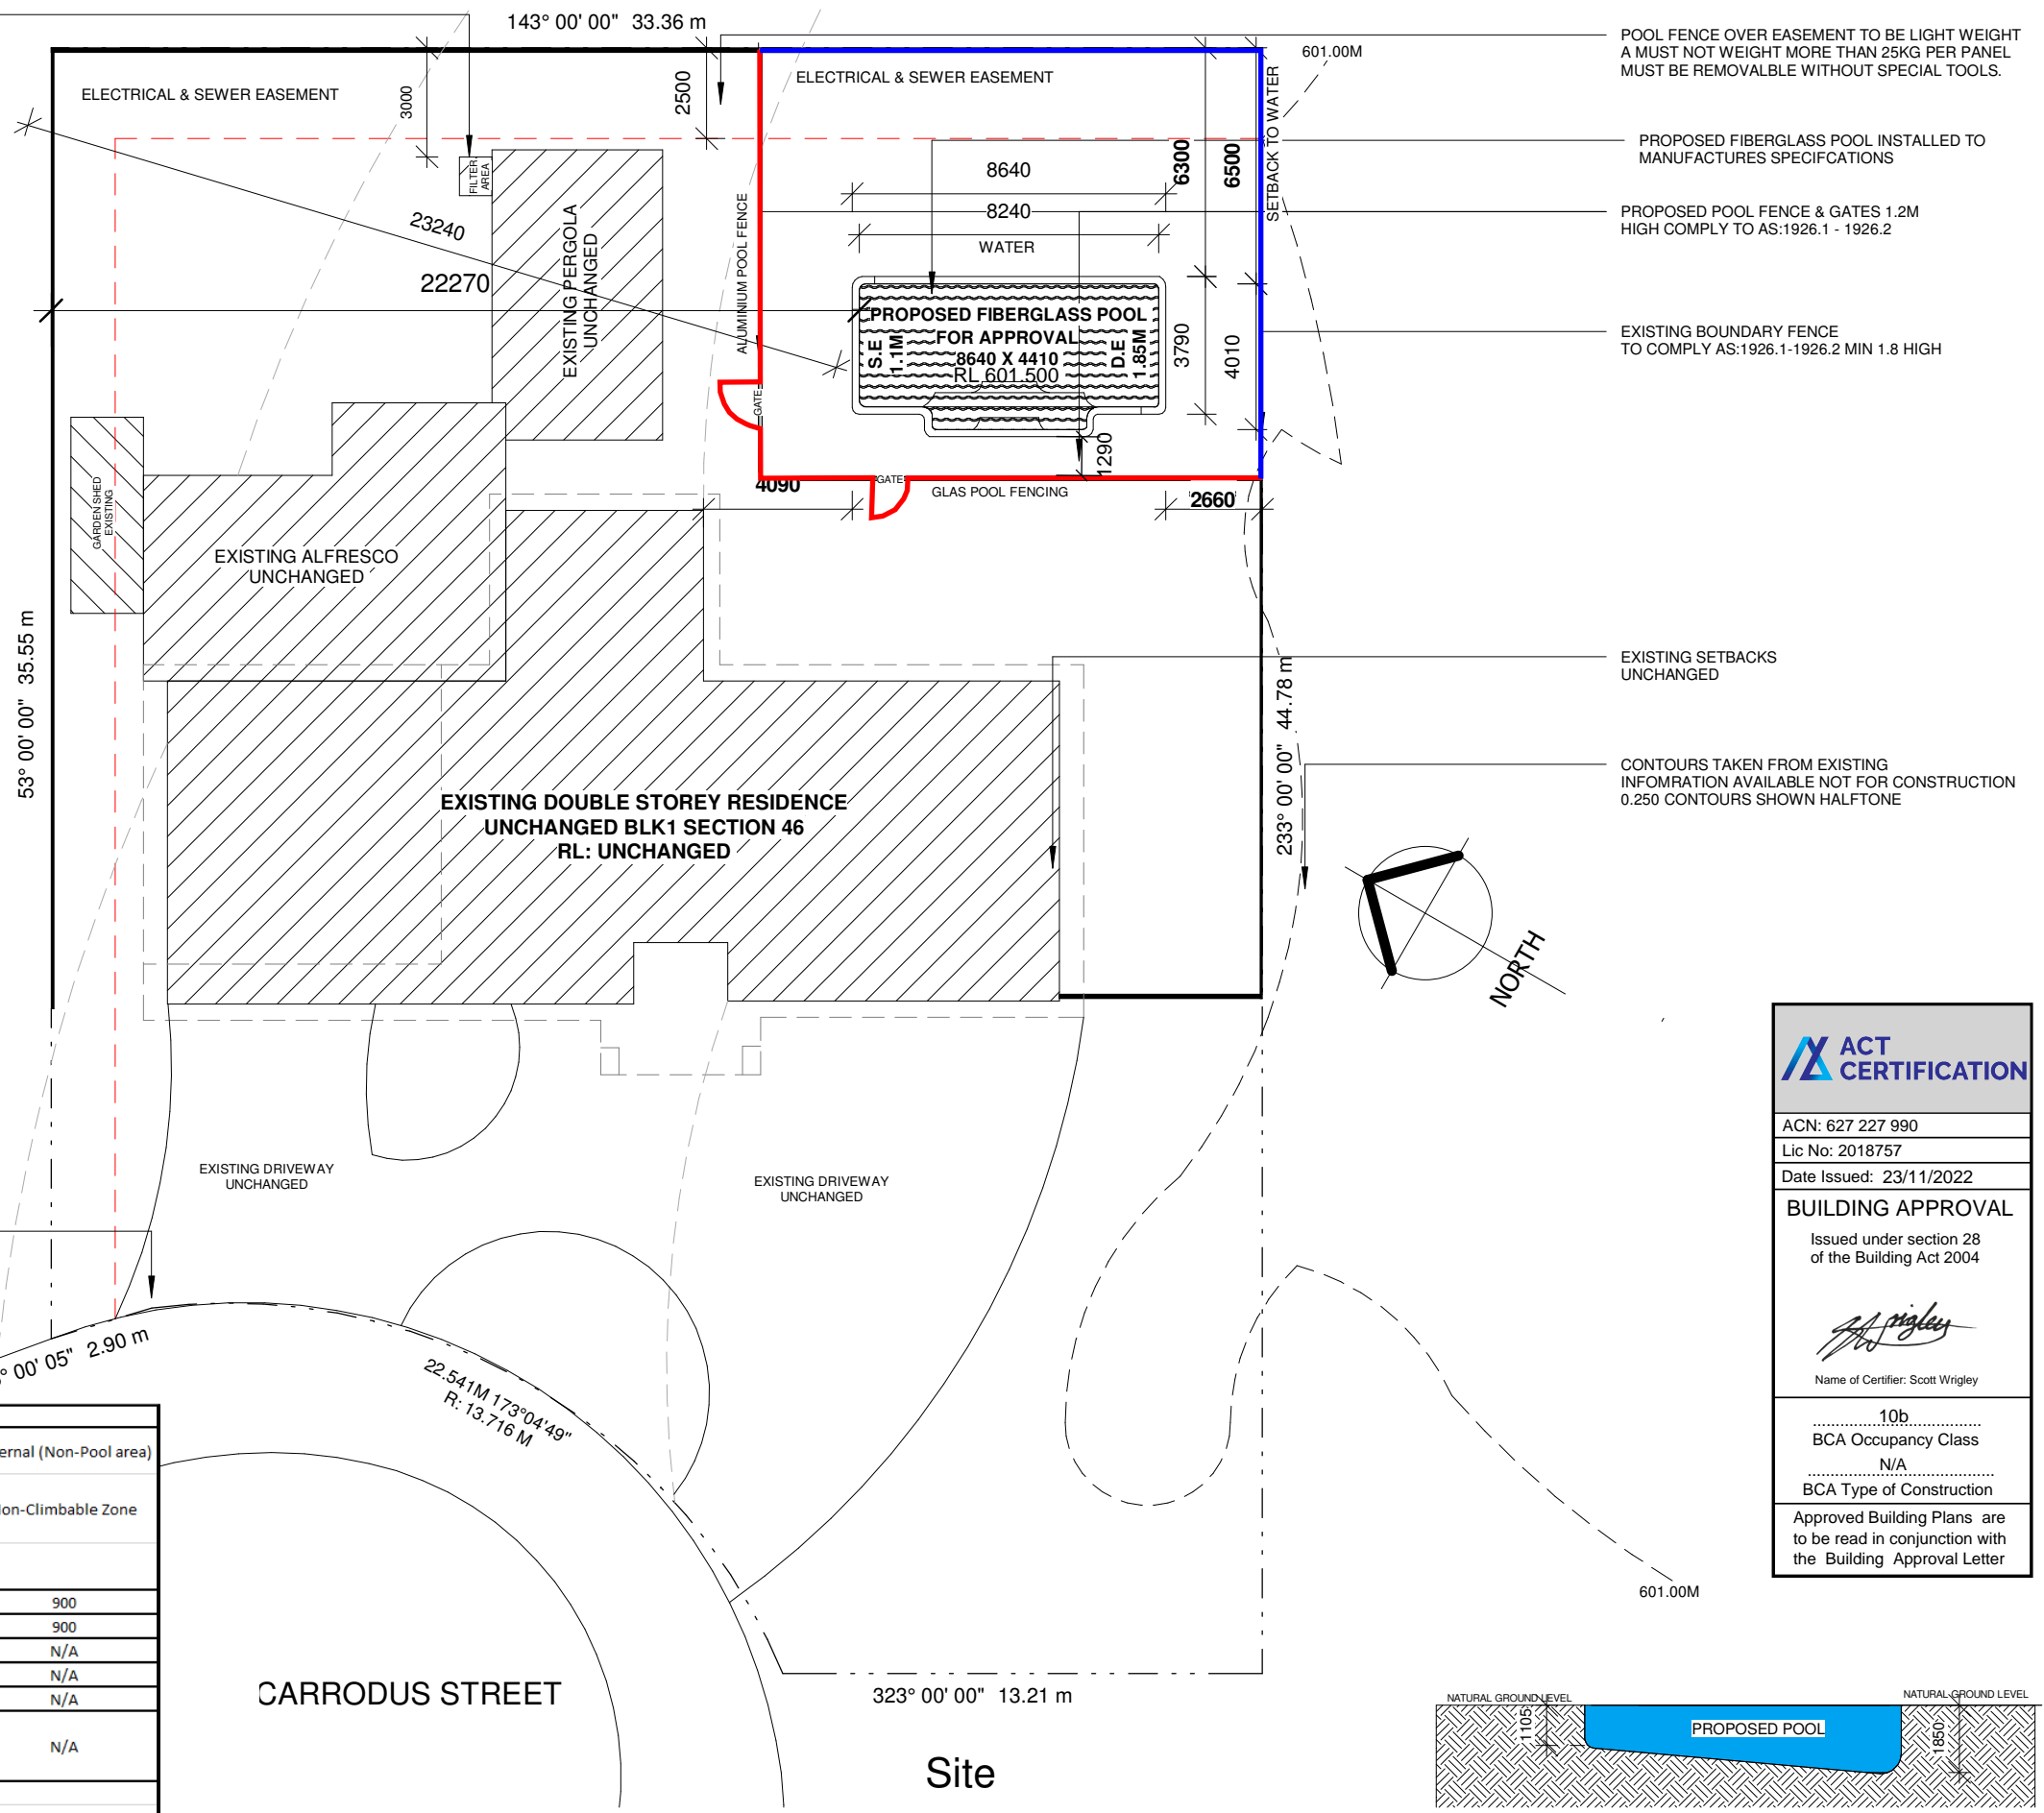 143° 00' 00" 33.36 m
POOL FENCE OVER EASEMENT TO BE LIGHT WEIGHT
A MUST NOT WEIGHT MORE THAN 25KG PER PANEL
MUST BE REMOVALBLE WITHOUT SPECIAL TOOLS.
601.00M
ELECTRICAL & SEWER EASEMENT
ELECTRICAL & SEWER EASEMENT
3000
2500
SETBACK TO WATER
PROPOSED FIBERGLASS POOL INSTALLED TO
MANUFACTURES SPECIFCATIONS
FILTER
AREA
8640
6300
6500
8240
WATER
PROPOSED POOL FENCE & GATES 1.2M
HIGH COMPLY TO AS:1926.1 - 1926.2
23240
22270
EXISTING PERGOLA
UNCHANGED
ALUMINIUM POOL FENCE
PROPOSED FIBERGLASS POOL
FOR APPROVAL
8640 X 4410
RL 601.500
S.E
1.1M
D.E
1.85M
3790
4010
EXISTING BOUNDARY FENCE
TO COMPLY AS:1926.1-1926.2 MIN 1.8 HIGH
GATE
1290
4090
GATE
GLAS POOL FENCING
2660
GARDEN SHED
EXISTING
EXISTING ALFRESCO
UNCHANGED
53° 00' 00" 35.55 m
EXISTING SETBACKS
UNCHANGED
233° 00' 00" 44.78 m
CONTOURS TAKEN FROM EXISTING
INFOMRATION AVAILABLE NOT FOR CONSTRUCTION
0.250 CONTOURS SHOWN HALFTONE
EXISTING DOUBLE STOREY RESIDENCE
UNCHANGED BLK1 SECTION 46
RL: UNCHANGED
NORTH
EXISTING DRIVEWAY
UNCHANGED
EXISTING DRIVEWAY
UNCHANGED
° 00' 05" 2.90 m
22.541M 173°04'49"
R: 13.716 M
ACT
CERTIFICATION
ACN: 627 227 990
Lic No: 2018757
Date Issued: 23/11/2022
BUILDING APPROVAL
Issued under section 28
of the Building Act 2004
Name of Certifier: Scott Wrigley
10b
BCA Occupancy Class
N/A
BCA Type of Construction
Approved Building Plans are
to be read in conjunction with
the Building Approval Letter
601.00M
ernal (Non-Pool area)
on-Climbable Zone
900
900
N/A
N/A
N/A
N/A
CARRODUS STREET
323° 00' 00" 13.21 m
Site
NATURAL GROUND LEVEL
NATURAL GROUND LEVEL
1105
PROPOSED POOL
1850